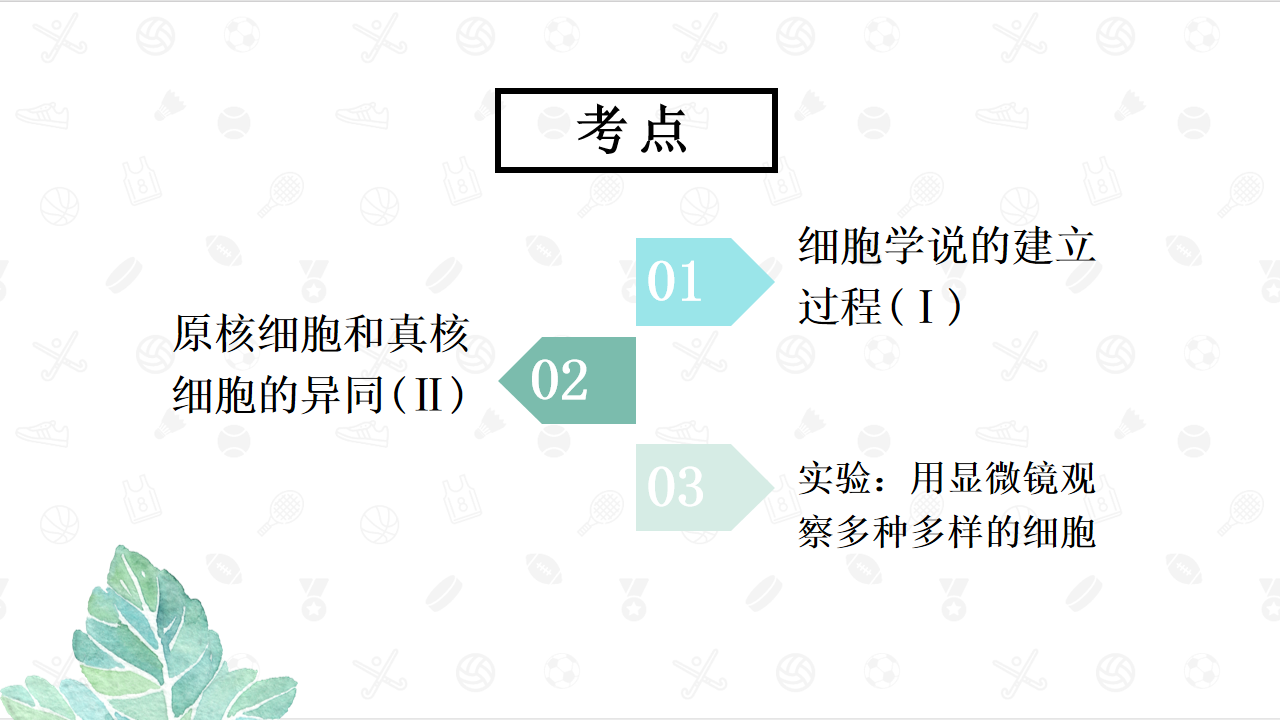 考点
01
细胞学说的建立
过程(Ⅰ)
02
原核细胞和真核
细胞的异同(Ⅱ)
03
实验：用显微镜观
察多种多样的细胞